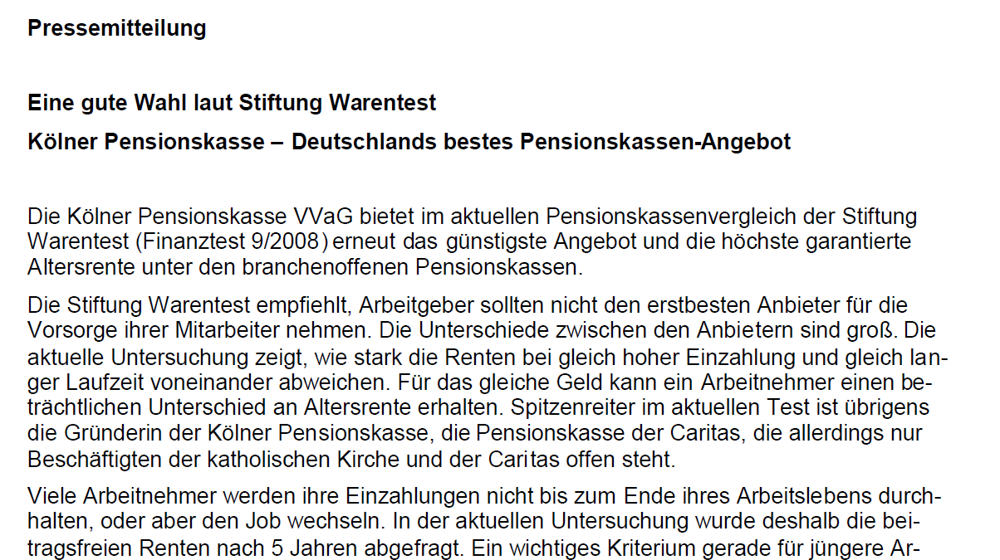 Pressemitteilung
Eine gute Wahl laut Stiftung Warentest
Kölner Pensionskasse – Deutschlands bestes Pensionskassen-Angebot
Die Kölner Pensionskasse VVaG bietet im aktuellen Pensionskassenvergleich der Stiftung
Warentest (Finanztest 9/2008) erneut das günstigste Angebot und die höchste garantierte
Altersrente unter den branchenoffenen Pensionskassen.
Die Stiftung Warentest empfiehlt, Arbeitgeber sollten nicht den erstbesten Anbieter für die
Vorsorge ihrer Mitarbeiter nehmen. Die Unterschiede zwischen den Anbietern sind groß. Die
aktuelle Untersuchung zeigt, wie stark die Renten bei gleich hoher Einzahlung und gleich lan-
ger Laufzeit voneinander abweichen. Für das gleiche Geld kann ein Arbeitnehmer einen be-
trächtlichen Unterschied an Altersrente erhalten. Spitzenreiter im aktuellen Test ist übrigens
die Gründerin der Kölner Pensionskasse, die Pensionskasse der Caritas, die allerdings nur
Beschäftigten der katholischen Kirche und der Caritas offen steht.
Viele Arbeitnehmer werden ihre Einzahlungen nicht bis zum Ende ihres Arbeitslebens durch-
halten, oder aber den Job wechseln. In der aktuellen Untersuchung wurde deshalb die bei-
tragsfreien Renten nach 5 Jahren abgefragt. Ein wichtiges Kriterium gerade für jüngere Ar-